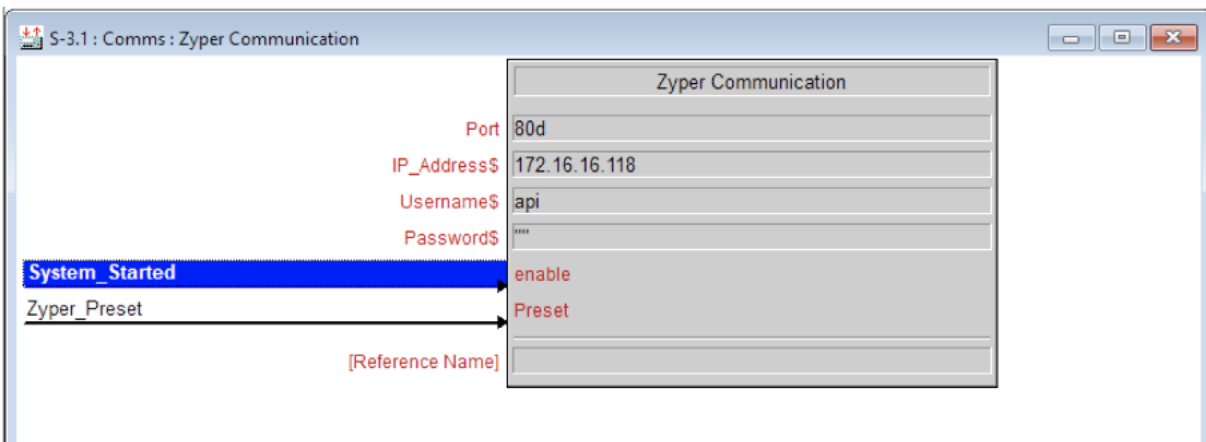 S-3.1 : Comms : Zyper Communication
Zyper Communication
Port 80d
IP_Address$ 172.16.16.118
Username$ api
Password$ """
System_Started enable
Zyper_Preset Preset
[Reference Name]